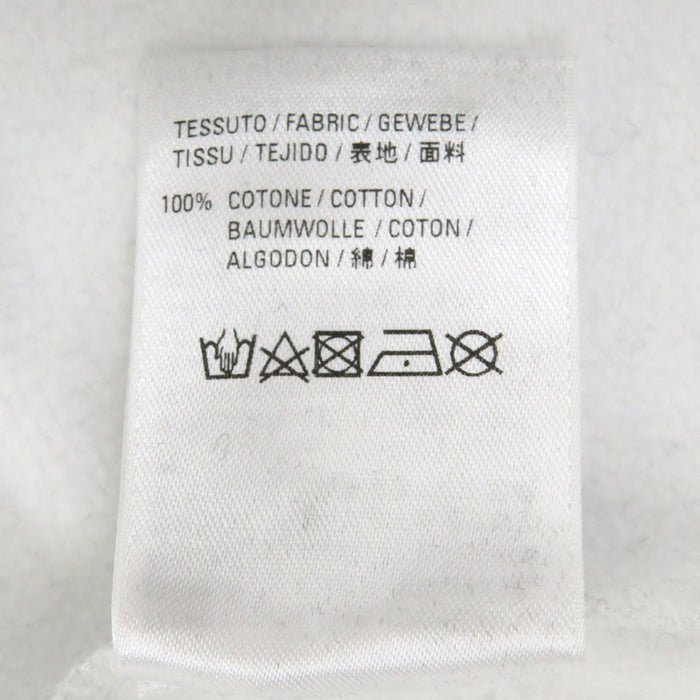 TESSUTO / FABRIC / GEWEBE /
TISSU / TEJIDO / 表地 / 面料
100% COTONE / COTTON /
BAUMWOLLE / COTON /
ALGODON / 綿 / 棉